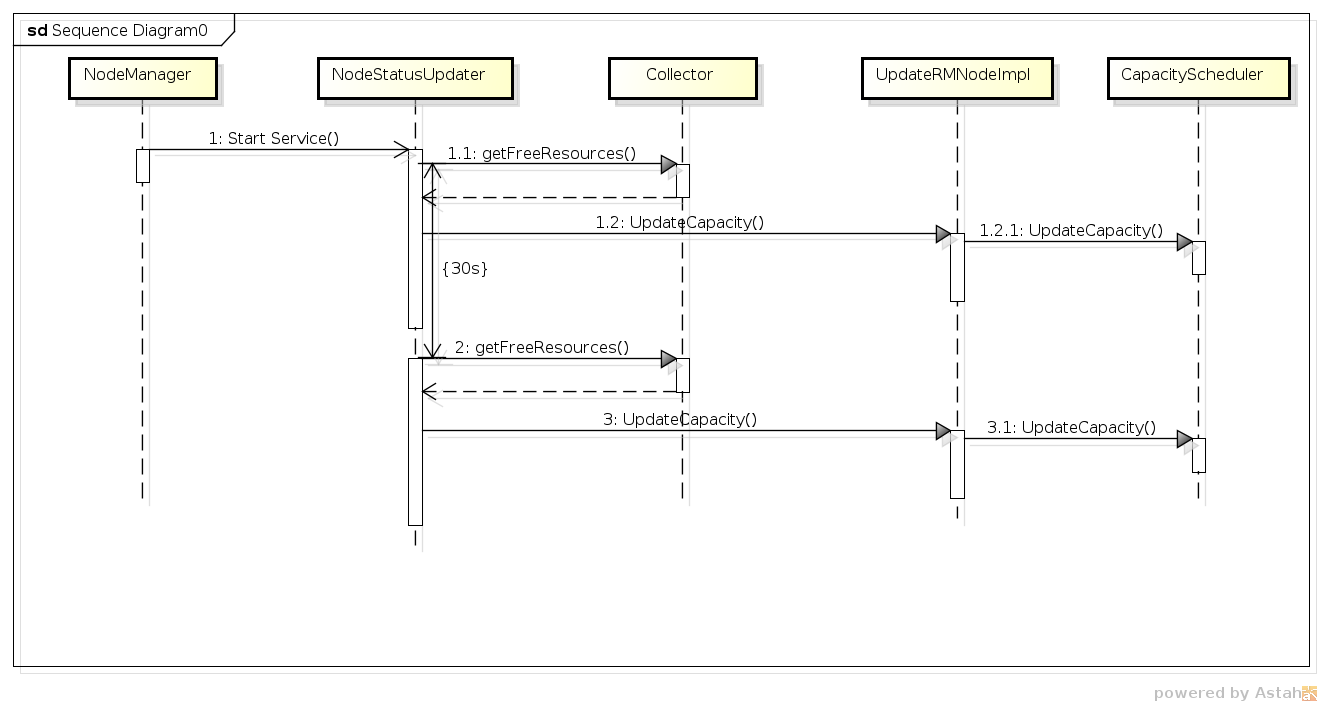 sd Sequence Diagram0
NodeManager
NodeStatusUpdater
Collector
UpdateRMNodeImpl
CapacityScheduler
1: Start Service()
1.1: getFreeResources()
1.2: UpdateCapacity()
1.2.1: UpdateCapacity()
{30s}
2: getFreeResources()
3: UpdateCapacity()
3.1: UpdateCapacity()
powered by Astah